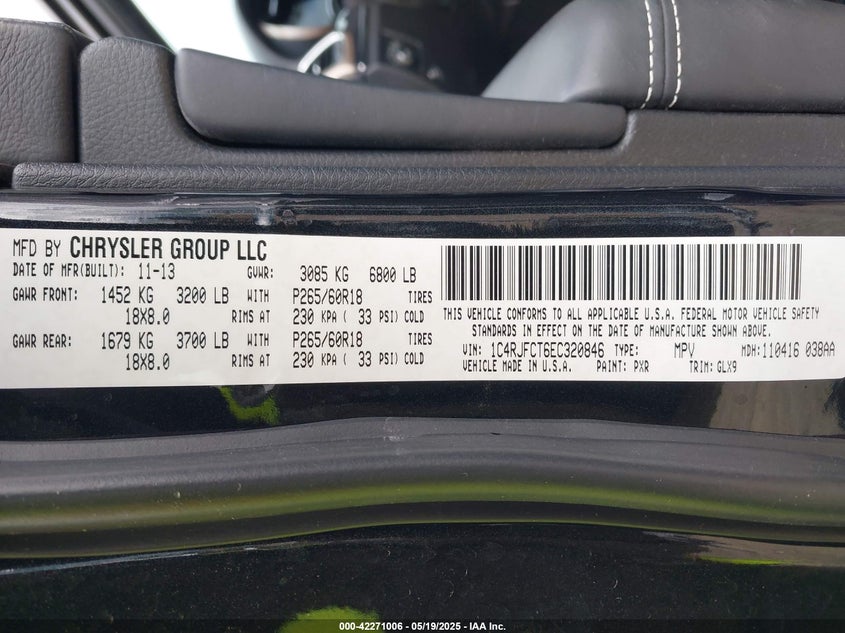 MFD BY CHRYSLER GROUP LLC
DATE OF MFR(BUILT): 11-13 GVWR: 3085 KG 6800 LB
GAWR FRONT: 1452 KG 3200 LB WITH P265/60R18 TIRES
18X8.0 RIMS AT 230 KPA ( 33 PSI) COLD
GAWR REAR: 1679 KG 3700 LB WITH P265/60R18 TIRES
18X8.0 RIMS AT 230 KPA ( 33 PSI) COLD
THIS VEHICLE CONFORMS TO ALL APPLICABLE U.S.A. FEDERAL MOTOR VEHICLE SAFETY
STANDARDS IN EFFECT ON THE DATE OF MANUFACTURE SHOWN ABOVE.
VIN: 1C4RJFCT6EC320846 TYPE: MPV MDH:110416 038AA
VEHICLE MADE IN U.S.A. PAINT: PXR TRIM: GLX9
000-42271006 - 05/19/2025 - IAA Inc.